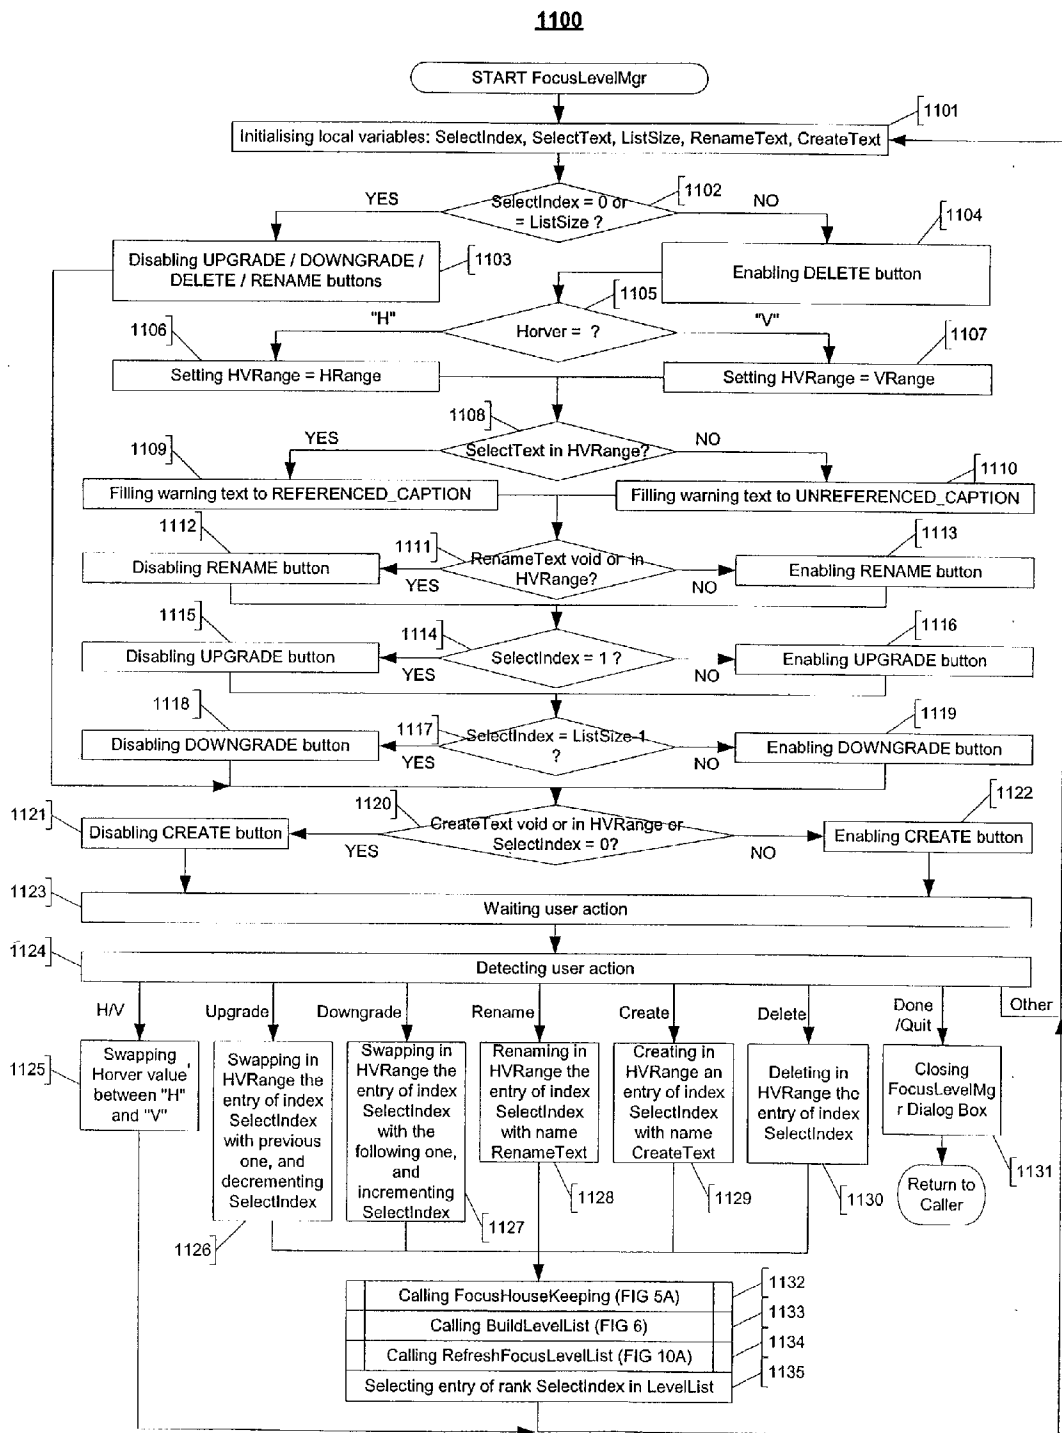 1100
START FocusLevelMgr
1101
Initialising local variables: SelectIndex, SelectText, ListSize, RenameText, CreateText
YES
SelectIndex = 0 or
= ListSize ?
1102
NO
1104
Disabling UPGRADE / DOWNGRADE /
DELETE / RENAME buttons
1103
Enabling DELETE button
1105
1106
"H"
Horver = ?
"V"
1107
Setting HVRange = HRange
Setting HVRange = VRange
1108
1109
YES
SelectText in HVRange?
NO
1110
Filling warning text to REFERENCED_CAPTION
Filling warning text to UNREFERENCED_CAPTION
1112
1111
RenameText void or in
HVRange?
1113
Disabling RENAME button
YES
NO
Enabling RENAME button
1115
1114
1116
Disabling UPGRADE button
YES
SelectIndex = 1 ?
NO
Enabling UPGRADE button
1118
1117
SelectIndex = ListSize-1
?
1119
Disabling DOWNGRADE button
YES
NO
Enabling DOWNGRADE button
1121
1120
1122
Disabling CREATE button
YES
CreateText void or in HVRange or
SelectIndex = 0?
NO
Enabling CREATE button
1123
Waiting user action
1124
Detecting user action
H/V
Upgrade
Downgrade
Rename
Create
Delete
Done
/Quit
Other
1125
Swapping
Horver value'
between "H"
and "V"
Swapping in
HVRange the
entry of index
SelectIndex
with previous
one, and
decrementing
SelectIndex
Swapping in
HVRange the
entry of index
SelectIndex
with the
following one,
and
incrementing
SelectIndex
Renaming in
HVRange the
entry of index
SelectIndex
with name
RenameText
Creating in
HVRange an
entry of index
SelectIndex
with name
CreateText
Deleting in
HVRange the
entry of index
SelectIndex
Closing
FocusLevelMg
r Dialog Box
1131
Return to
Caller
1126
1127
1128
1129
1130
Calling FocusHouseKeeping (FIG 5A)
1132
Calling BuildLevelList (FIG 6)
1133
Calling RefreshFocusLevelList (FIG 10A)
1134
Selecting entry of rank SelectIndex in LevelList
1135